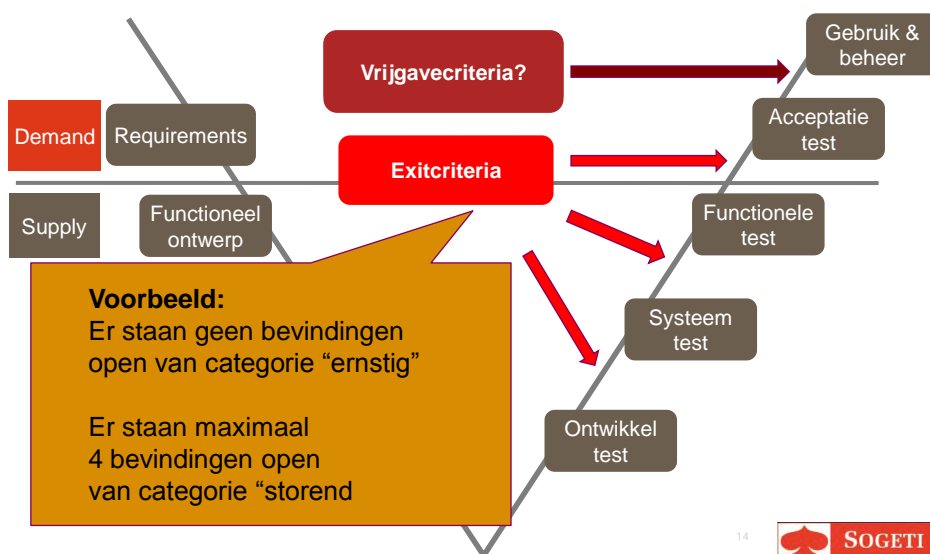 Gebruik &
beheer
Vrijgavecriteria?
Demand
Requirements
Acceptatie
test
Exitcriteria
Supply
Functioneel
ontwerp
Functionele
test
Voorbeeld:
Er staan geen bevindingen
open van categorie “ernstig”
Er staan maximaal
4 bevindingen open
van categorie “storend
Systeem
test
Ontwikkel
test
14
SOGETI